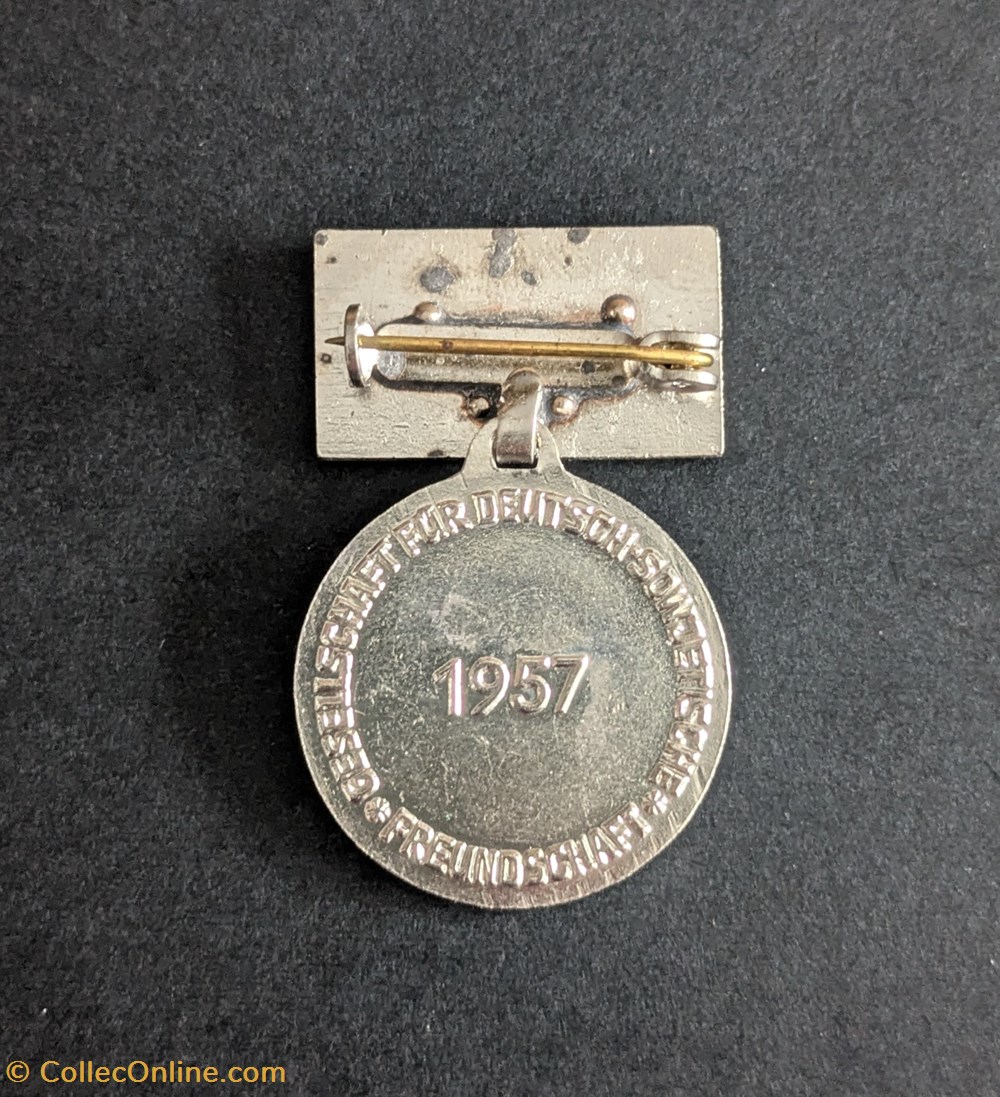 GESELLSCHAFT FÜR DEUTSCH-SOWJETISCHE
FREUNDSCHAFT
1957
© CollecOnline.com